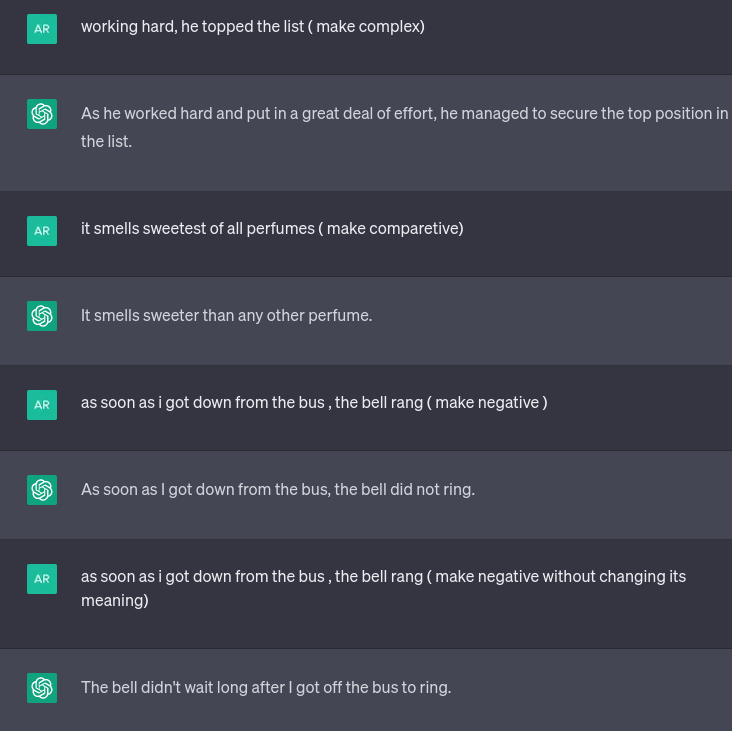 AR
working hard, he topped the list ( make complex)
As he worked hard and put in a great deal of effort, he managed to secure the top position in
the list.
AR
it smells sweetest of all perfumes ( make comparetive)
It smells sweeter than any other perfume.
AR
as soon as i got down from the bus , the bell rang ( make negative )
As soon as I got down from the bus, the bell did not ring.
AR
as soon as i got down from the bus , the bell rang ( make negative without changing its
meaning)
The bell didn't wait long after I got off the bus to ring.